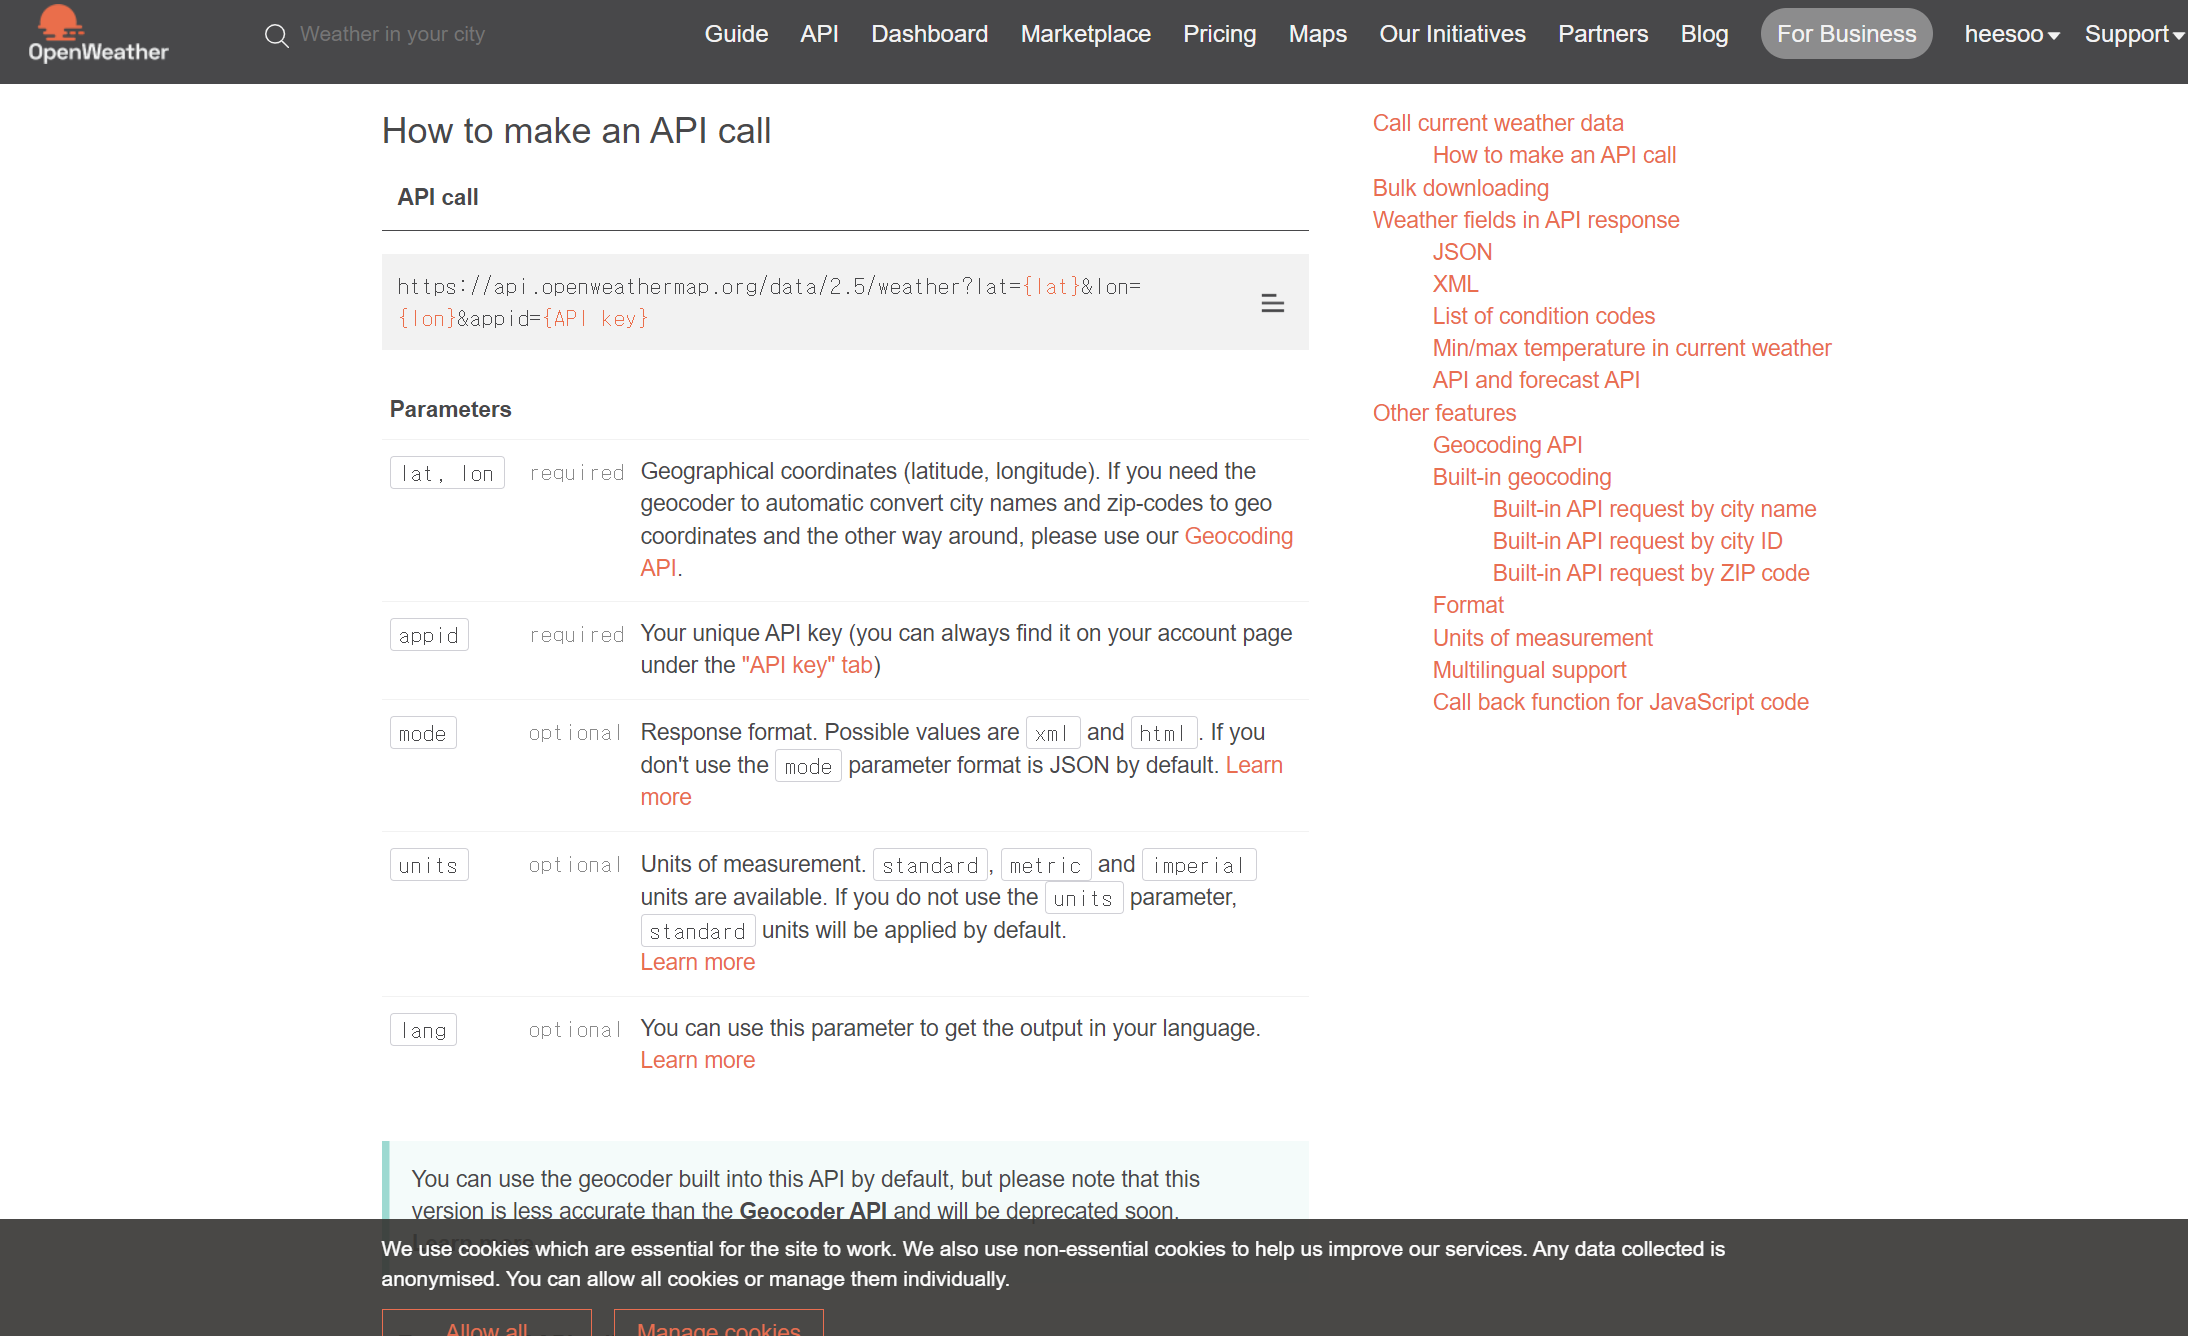 OpenWeather
Weather in your city
Guide API Dashboard Marketplace Pricing Maps Our Initiatives Partners Blog For Business heesoo Support
How to make an API call
API call
https://api.openweathermap.org/data/2.5/weather?lat={lat}&lon=
{lon}&appid={API key}
Parameters
lat, lon required Geographical coordinates (latitude, longitude). If you need the
geocoder to automatic convert city names and zip-codes to geo
coordinates and the other way around, please use our Geocoding
API.
appid required Your unique API key (you can always find it on your account page
under the "API key" tab)
mode optional Response format. Possible values are xml and html. If you
don't use the mode parameter format is JSON by default. Learn
more
units optional Units of measurement. standard, metric and imperial
units are available. If you do not use the units parameter,
standard units will be applied by default.
Learn more
lang optional You can use this parameter to get the output in your language.
Learn more
You can use the geocoder built into this API by default, but please note that this
version is less accurate than the Geocoder API and will be deprecated soon.
Learn more
Call current weather data
How to make an API call
Bulk downloading
Weather fields in API response
JSON
XML
List of condition codes
Min/max temperature in current weather
API and forecast API
Other features
Geocoding API
Built-in geocoding
Built-in API request by city name
Built-in API request by city ID
Built-in API request by ZIP code
Format
Units of measurement
Multilingual support
Call back function for JavaScript code
We use cookies which are essential for the site to work. We also use non-essential cookies to help us improve our services. Any data collected is
anonymised. You can allow all cookies or manage them individually.
Allow all
Manage cookies